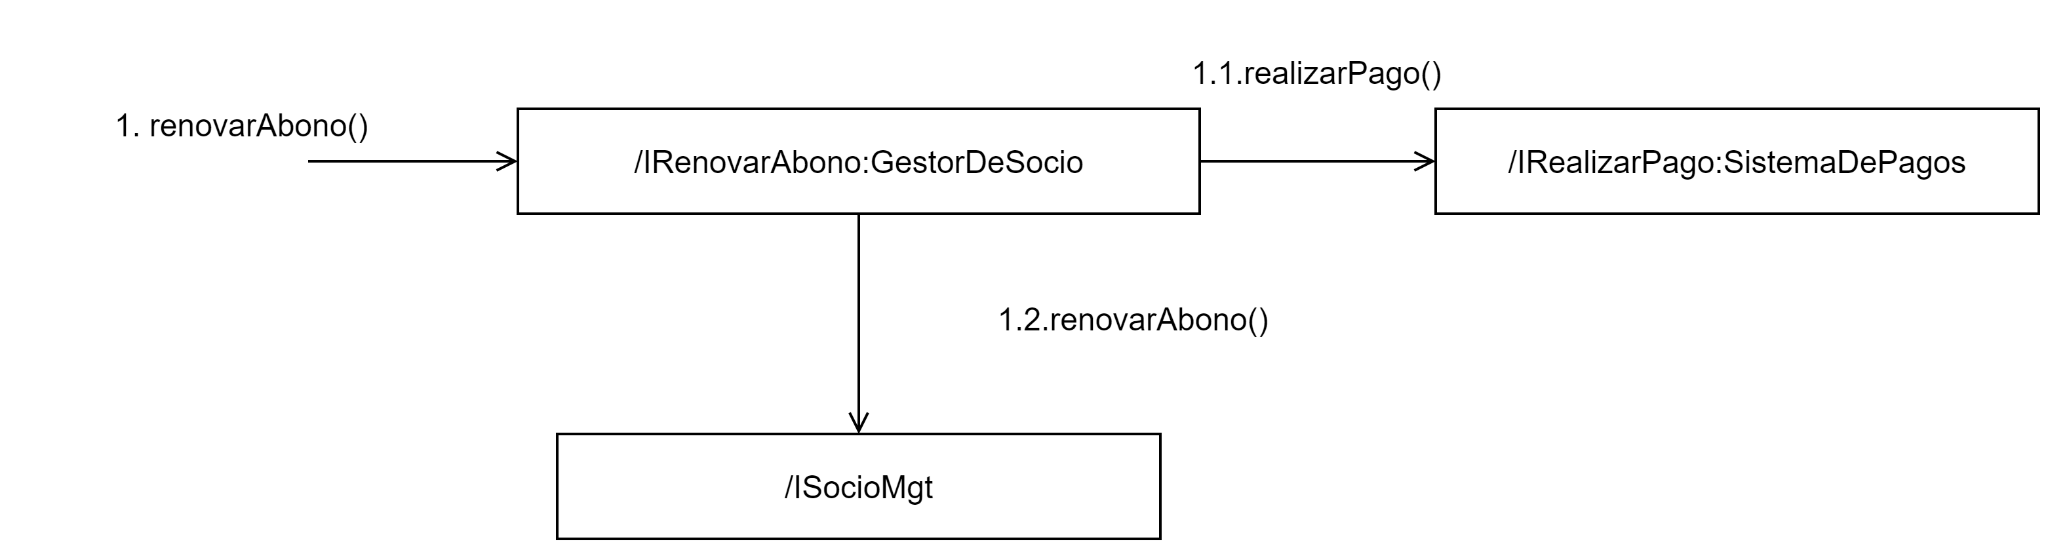 1.1.realizarPago()
1. renovarAbono()
/IRenovarAbono:GestorDeSocio
/IRealizarPago:SistemaDePagos
1.2.renovarAbono()
/ISocioMgt